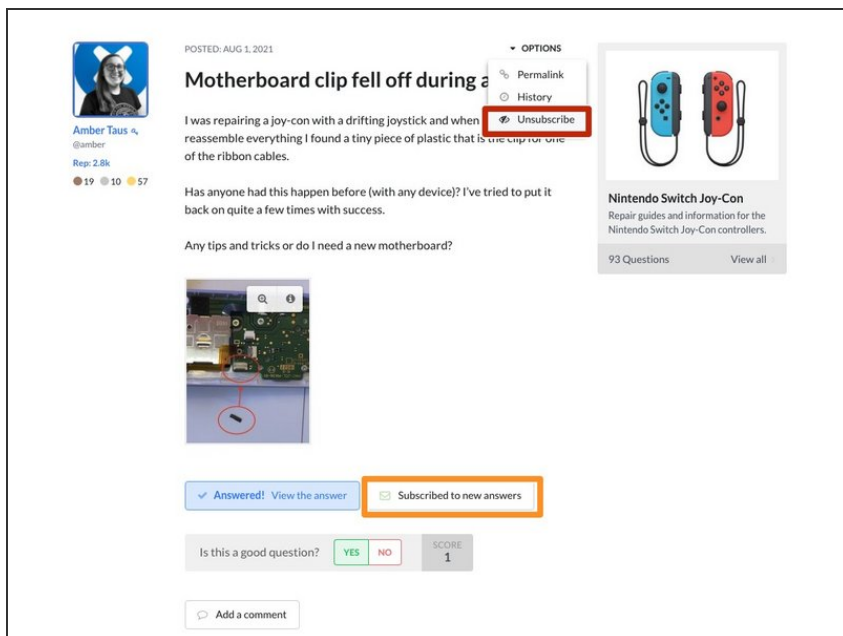 POSTED: AUG 1, 2021
OPTIONS
Permalink
History
Unsubscribe
Motherboard clip fell off during a
I was repairing a joy-con with a drifting joystick and when
reassemble everything I found a tiny piece of plastic that is the clip for one
of the ribbon cables.
Has anyone had this happen before (with any device)? I've tried to put it
back on quite a few times with success.
Any tips and tricks or do I need a new motherboard?
Amber Taus
@amber
Rep: 2.8k
19 10 57
Nintendo Switch Joy-Con
Repair guides and information for the
Nintendo Switch Joy-Con controllers.
93 Questions View all
Answered! View the answer
Subscribed to new answers
Is this a good question? YES NO SCORE
1
Add a comment